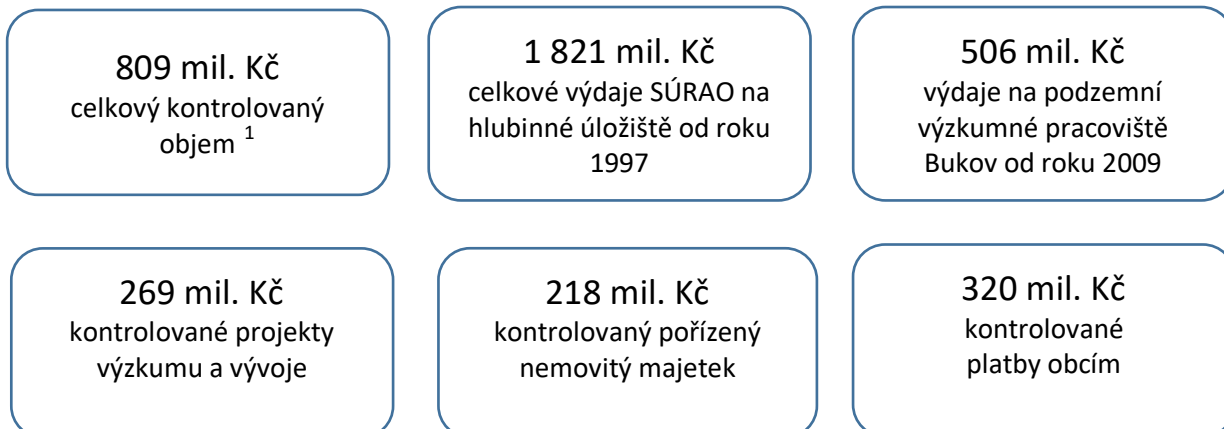 809 mil. Kč
celkový kontrolovaný
objem 1
1 821 mil. Kč
celkové výdaje SÚRAO na
hlubinné úložiště od roku
1997
506 mil. Kč
výdaje na podzemní
výzkumné pracoviště
Bukov od roku 2009
269 mil. Kč
kontrolované projekty
výzkumu a vývoje
218 mil. Kč
kontrolovaný pořízený
nemovitý majetek
320 mil. Kč
kontrolované
platby obcím